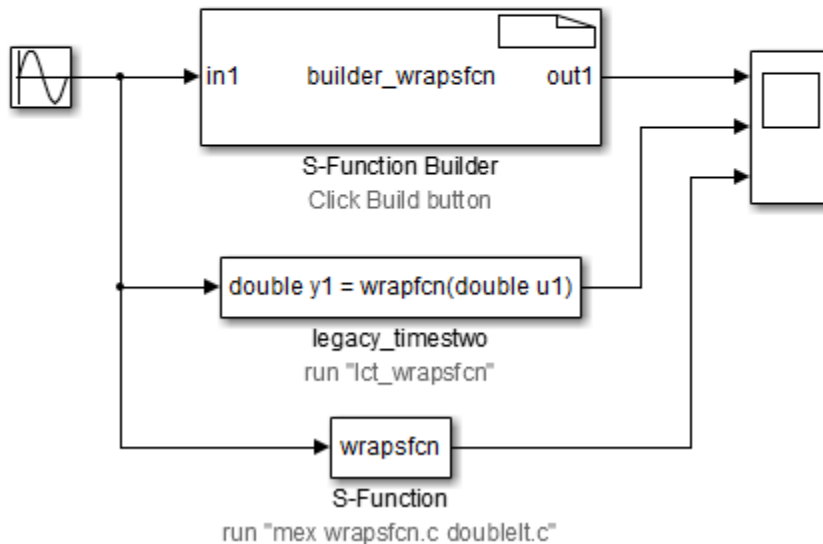 in1 builder_wrapsfcn out1
S-Function Builder
Click Build button
double y1 = wrapfcn(double u1)
legacy_timestwo
run "lct_wrapsfcn"
wrapsfcn
S-Function
run "mex wrapsfcn.c doubleIt.c"